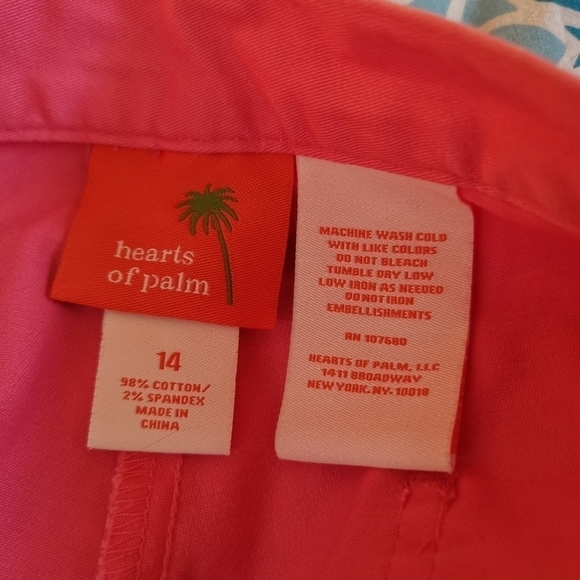 hearts
of palm
14
98% COTTON/
2% SPANDEX
MADE IN
CHINA
MACHINE WASH COLD
WITH LIKE COLORS
DO NOT BLEACH
TUMBLE DRY LOW
LOW IRON AS NEEDED
DO NOT IRON
EMBELLISHMENTS
RN 107680
HEARTS OF PALM, LLC
1411 BROADWAY
NEW YORK, NY-10018